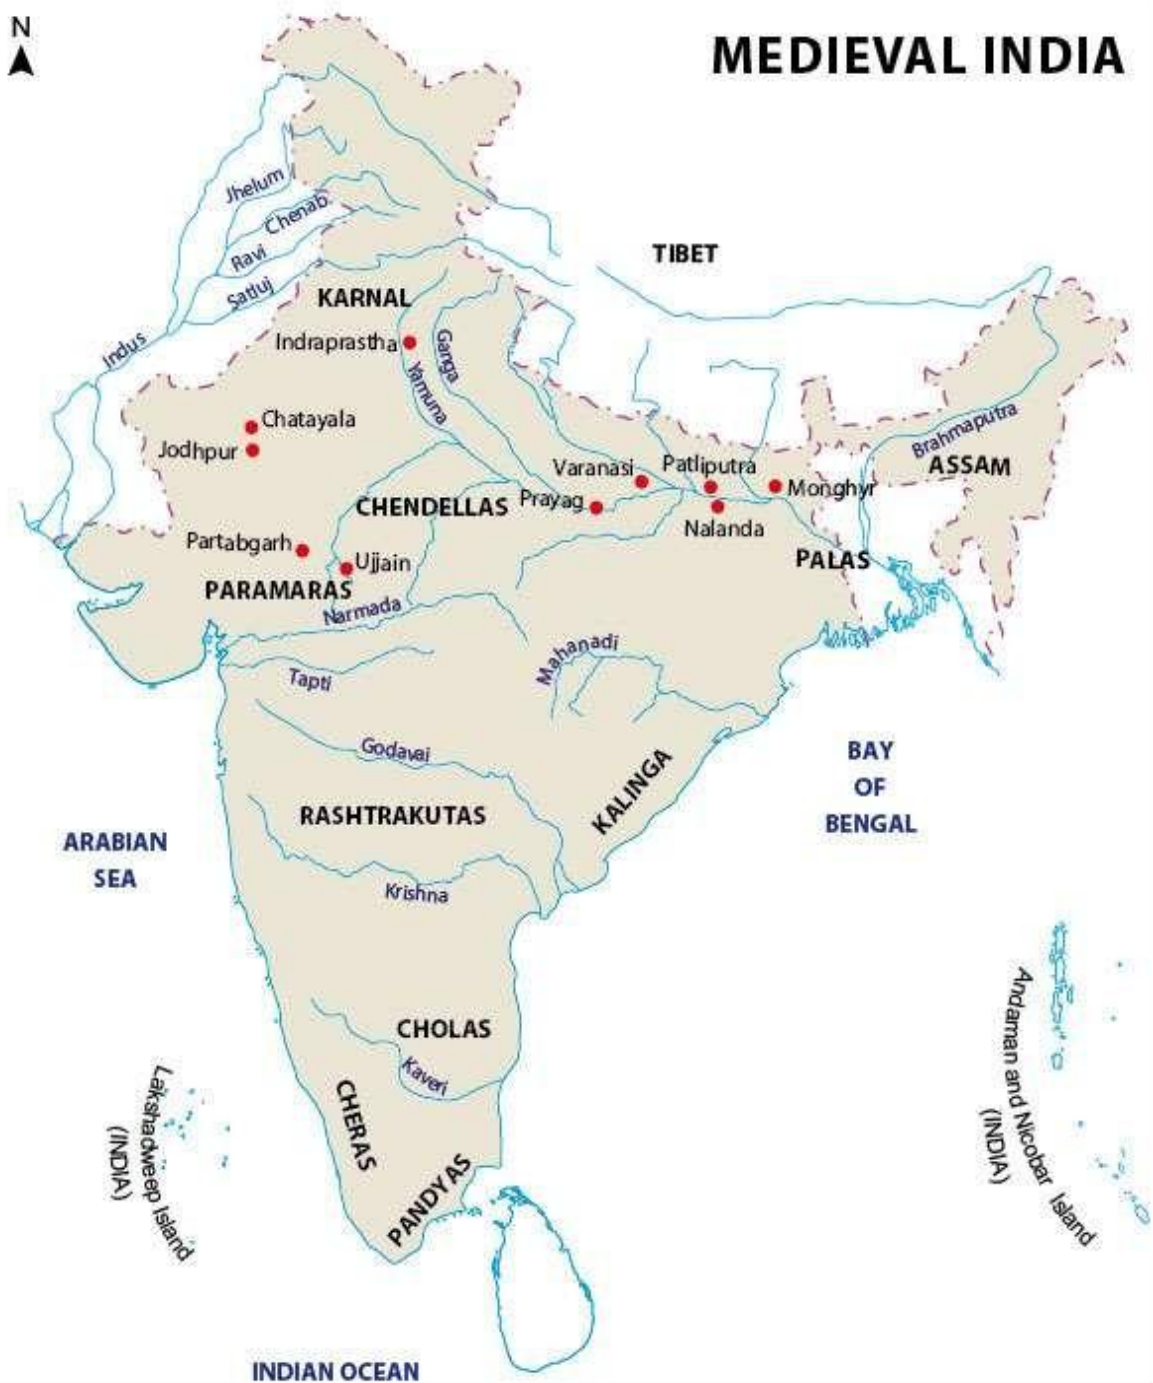 N
MEDIEVAL INDIA
Jhelum
Chenab
Ravi
Satluj
Indus
TIBET
KARNAL
Indraprastha
Ganga
Yamuna
Chatayala
Jodhpur
Brahmaputra
ASSAM
Varanasi
Patliputra
Monghyr
Prayag
CHENDELLAS
Nalanda
Partabgarh
Ujjain
PALAS
PARAMARAS
Narmada
Mahanadi
Tapti
Godavai
BAY
OF
BENGAL
KALINGA
RASHTRAKUTAS
ARABIAN
SEA
Krishna
CHOLAS
Kaveri
CHERAS
PANDYAS
Lakshadweep Island
(INDIA)
Andaman and Nicobar Island
(INDIA)
INDIAN OCEAN